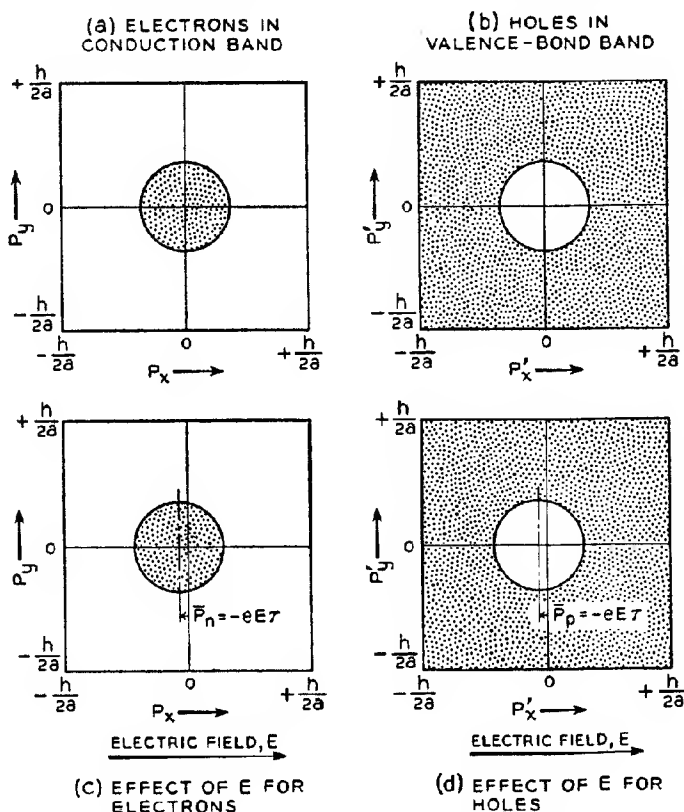 (a) ELECTRONS IN
CONDUCTION BAND
(b) HOLES IN
VALENCE-BOND BAND
+h/2a
P_y
0
-h/2a
-h/2a
0
+h/2a
P_x
+h/2a
P'_y
0
-h/2a
-h/2a
0
+h/2a
P'_x
+h/2a
P_y
0
P̄_n=-eEτ
-h/2a
-h/2a
0
+h/2a
P_x
ELECTRIC FIELD, E
(c) EFFECT OF E FOR
ELECTRONS
+h/2a
P'_y
0
P̄_p=-eEτ
-h/2a
-h/2a
0
+h/2a
P'_x
ELECTRIC FIELD, E
(d) EFFECT OF E FOR
HOLES